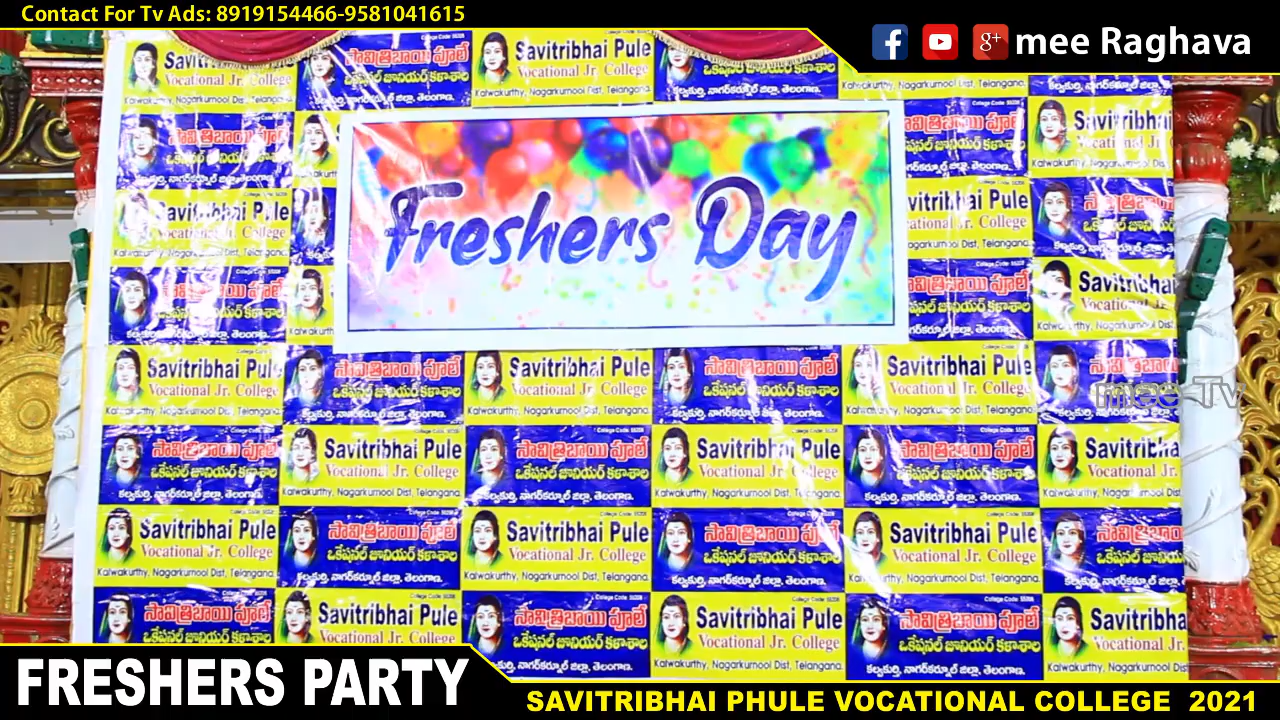 Contact For Tv Ads: 8919154466-9581041615
mee Raghava
Freshers Day
Savitribhai Pule
Vocational Jr. College
Kalwakurthy, Nagarkurnool Dist, Telangana.
సావిత్రిబాయి పూలే
ఒకేషనల్ జూనియర్ కళాశాల
కల్వకుర్తి, నాగర్‌కర్నూల్ జిల్లా, తెలంగాణ.
mee Tv
FRESHERS PARTY
SAVITRIBHAI PHULE VOCATIONAL COLLEGE 2021